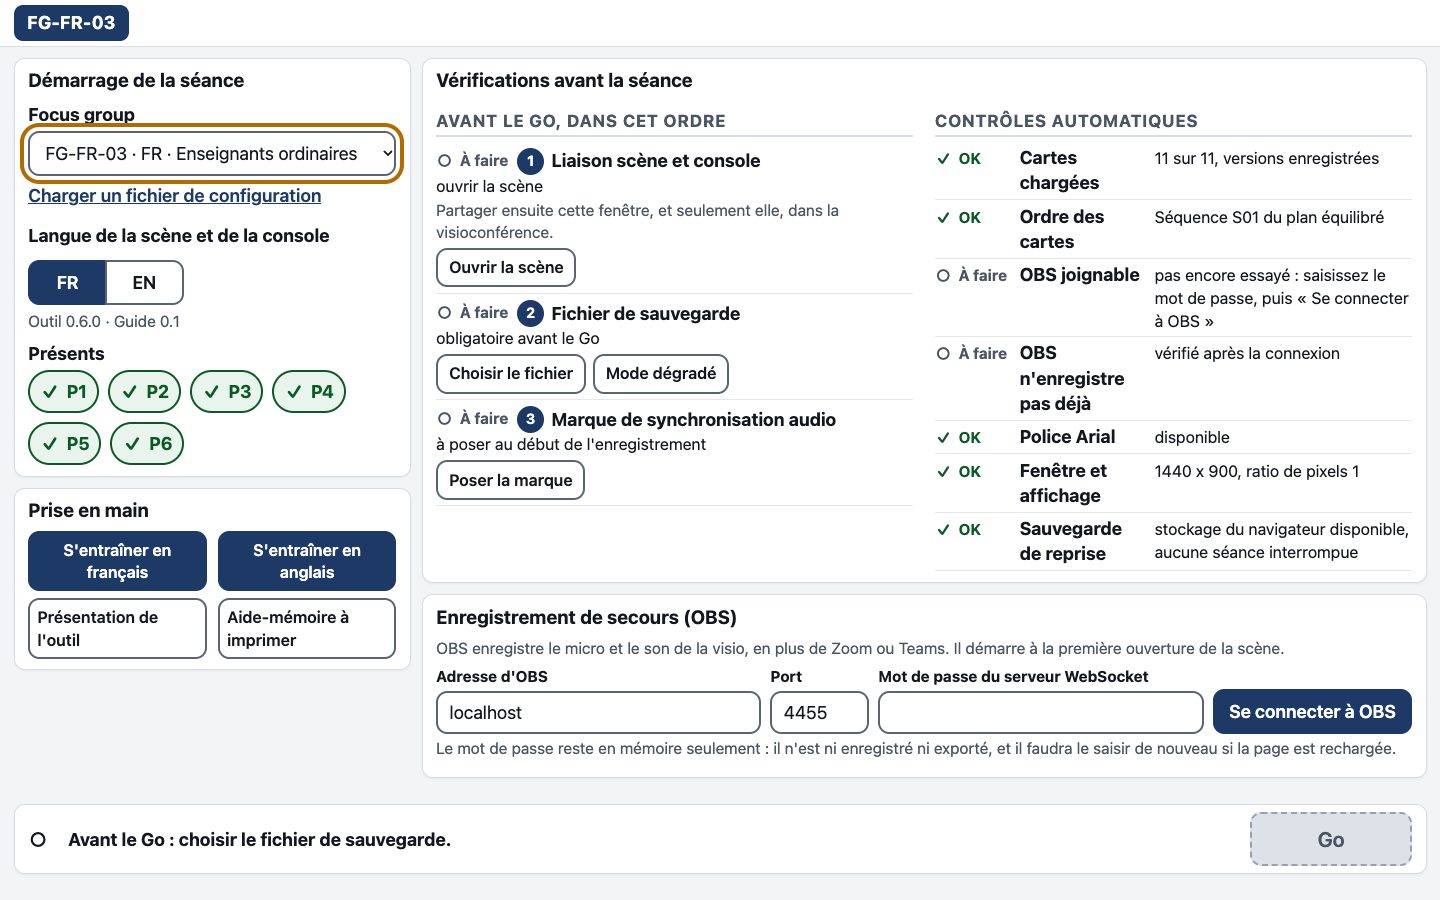 FG-FR-03
Démarrage de la séance
Focus group
FG-FR-03 · FR · Enseignants ordinaires
Charger un fichier de configuration
Langue de la scène et de la console
FR
EN
Outil 0.6.0 · Guide 0.1
Présents
P1
P2
P3
P4
P5
P6
Prise en main
S'entraîner en
français
S'entraîner en
anglais
Présentation de
l'outil
Aide-mémoire à
imprimer
Vérifications avant la séance
AVANT LE GO, DANS CET ORDRE
À faire 1 Liaison scène et console
ouvrir la scène
Partager ensuite cette fenêtre, et seulement elle, dans la
visioconférence.
Ouvrir la scène
À faire 2 Fichier de sauvegarde
obligatoire avant le Go
Choisir le fichier
Mode dégradé
À faire 3 Marque de synchronisation audio
à poser au début de l'enregistrement
Poser la marque
CONTRÔLES AUTOMATIQUES
OK
Cartes
chargées
11 sur 11, versions enregistrées
OK
Ordre des
cartes
Séquence S01 du plan équilibré
À faire
OBS joignable
pas encore essayé : saisissez le
mot de passe, puis « Se connecter
à OBS »
À faire
OBS
n'enregistre
pas déjà
vérifié après la connexion
OK
Police Arial
disponible
OK
Fenêtre et
affichage
1440 x 900, ratio de pixels 1
OK
Sauvegarde
de reprise
stockage du navigateur disponible,
aucune séance interrompue
Enregistrement de secours (OBS)
OBS enregistre le micro et le son de la visio, en plus de Zoom ou Teams. Il démarre à la première ouverture de la scène.
Adresse d'OBS
localhost
Port
4455
Mot de passe du serveur WebSocket
Se connecter à OBS
Le mot de passe reste en mémoire seulement : il n'est ni enregistré ni exporté, et il faudra le saisir de nouveau si la page est rechargée.
Avant le Go : choisir le fichier de sauvegarde.
Go